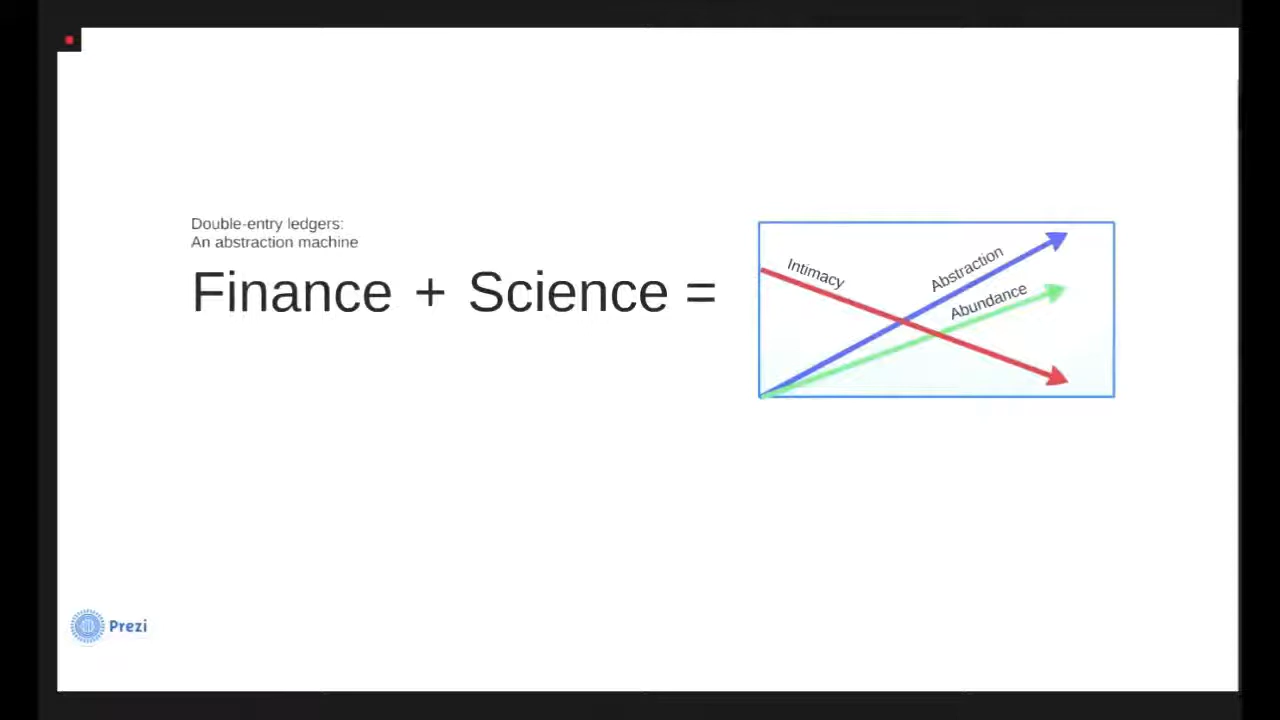 Double-entry ledgers:
An abstraction machine
Finance + Science =
Intimacy
Abstraction
Abundance
Prezi